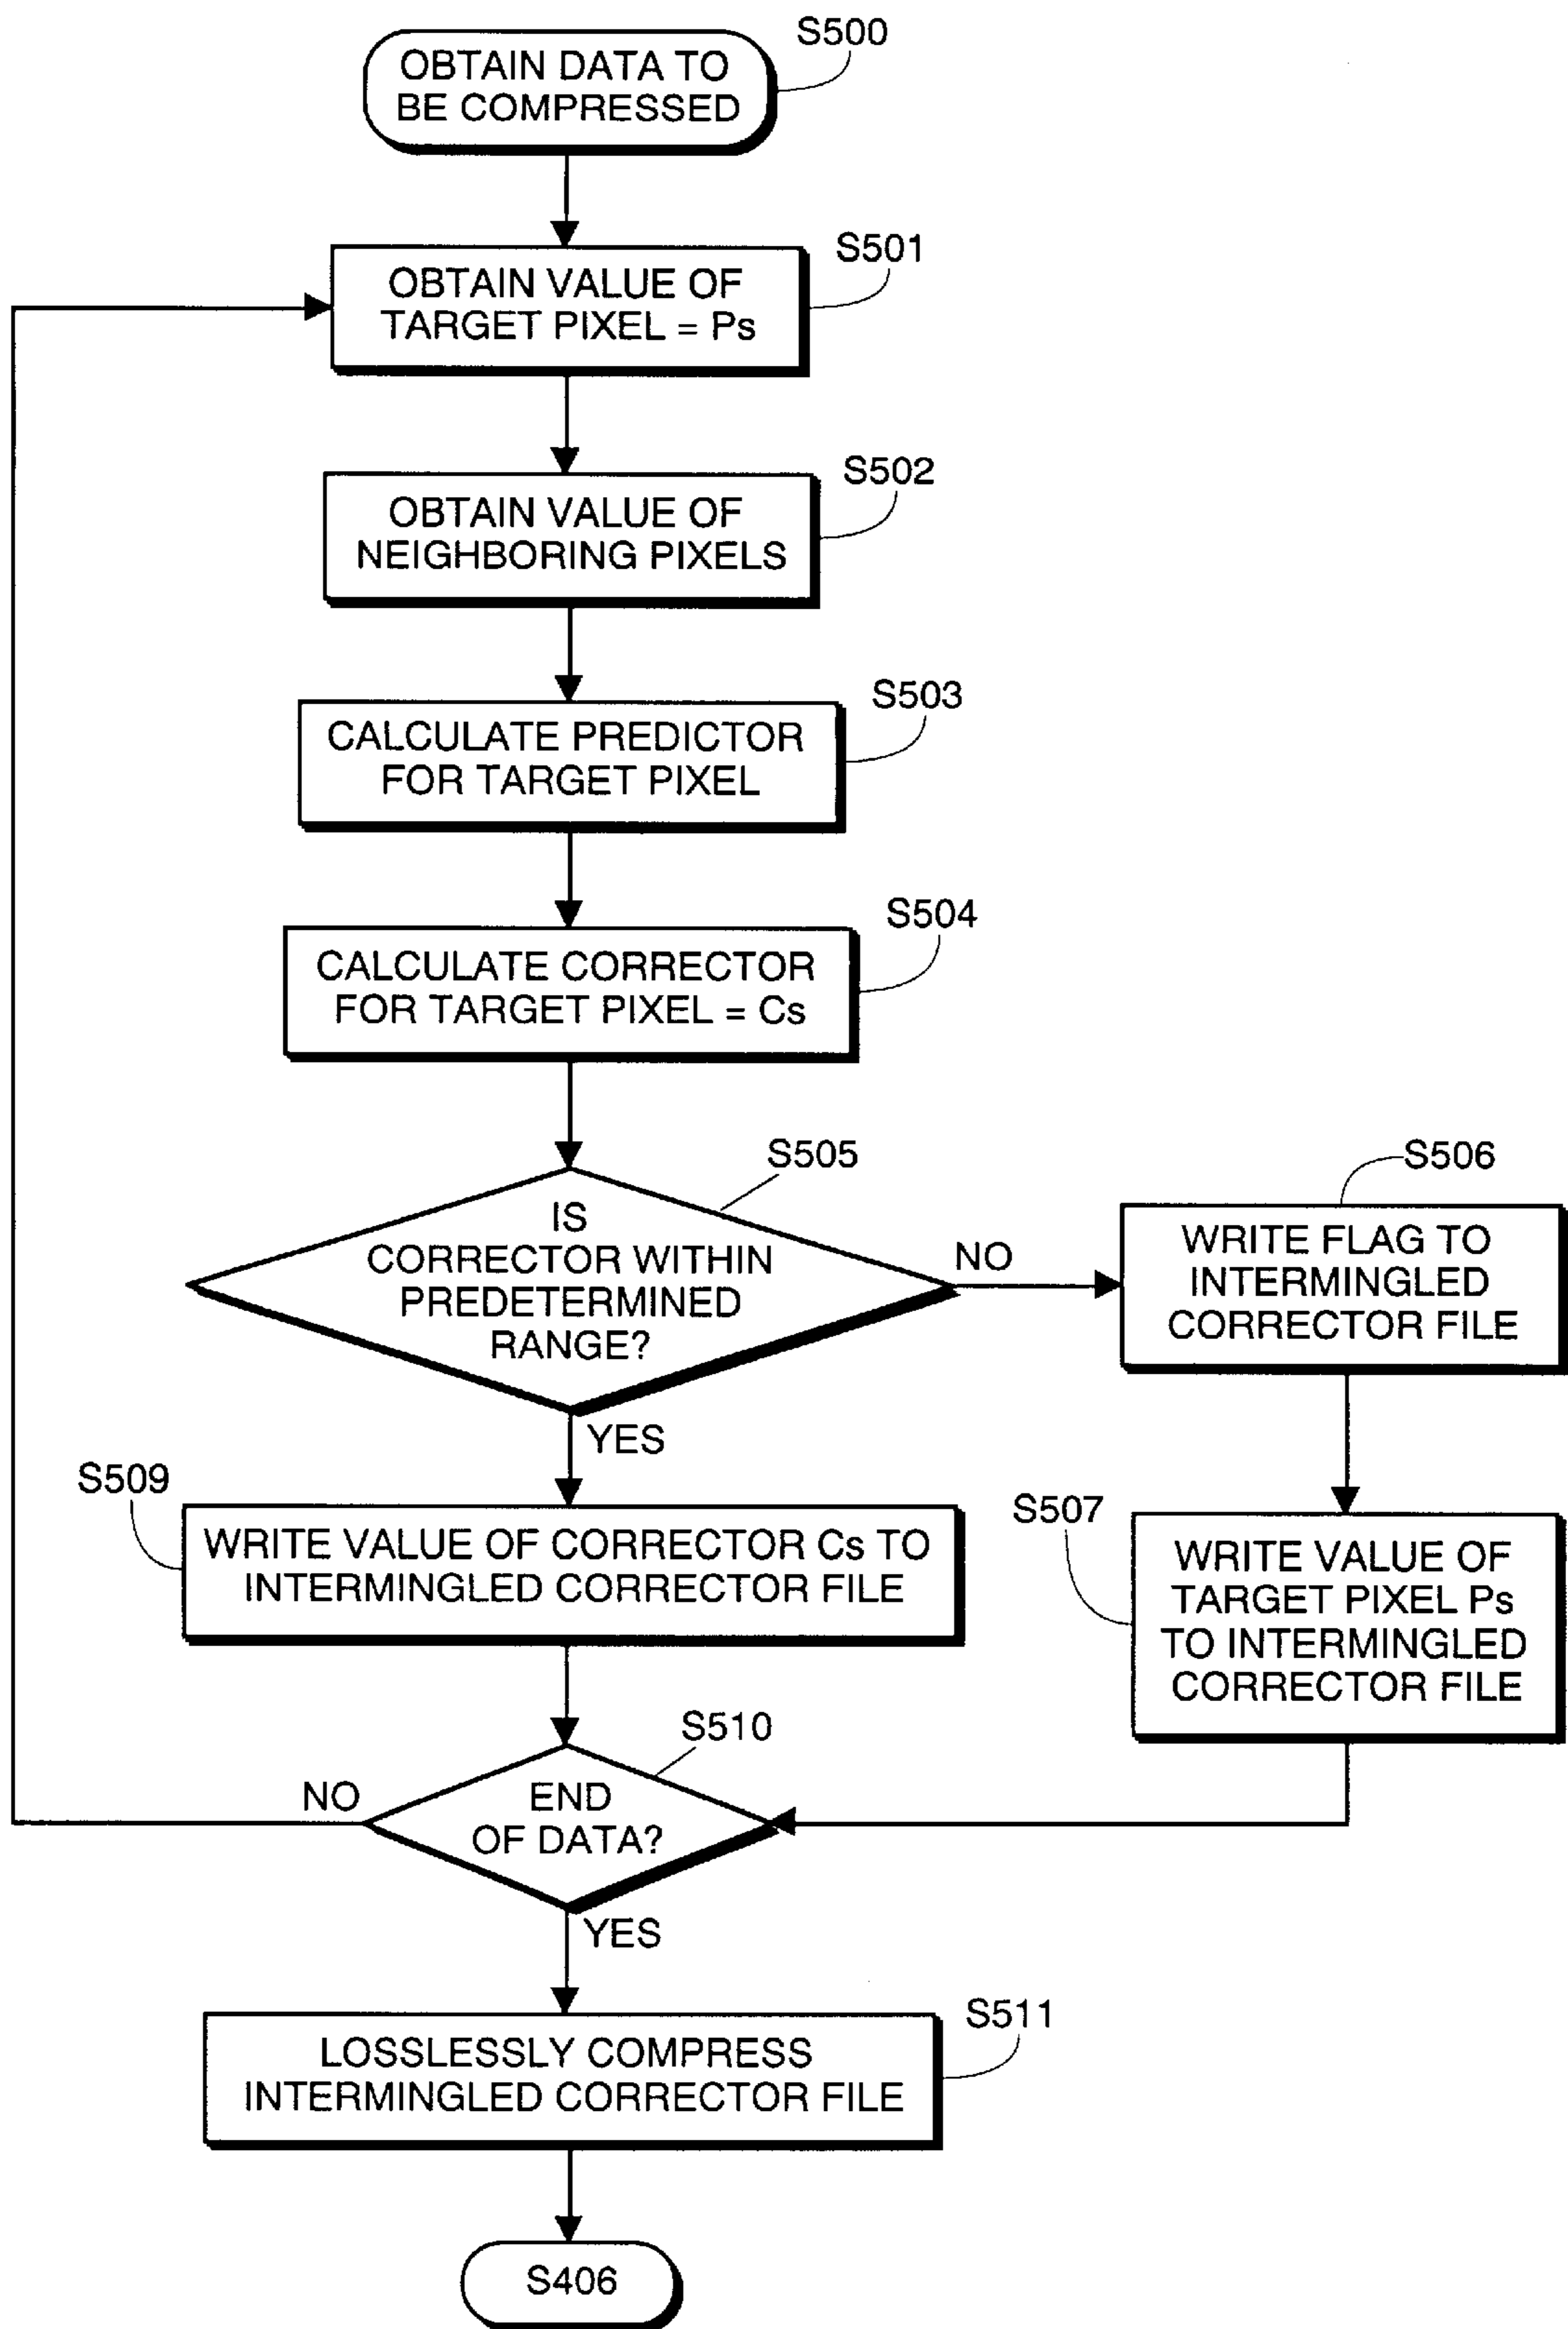 S500
OBTAIN DATA TO
BE COMPRESSED
S501
OBTAIN VALUE OF
TARGET PIXEL = Ps
S502
OBTAIN VALUE OF
NEIGHBORING PIXELS
S503
CALCULATE PREDICTOR
FOR TARGET PIXEL
S504
CALCULATE CORRECTOR
FOR TARGET PIXEL = Cs
S505
IS
CORRECTOR WITHIN
PREDETERMINED
RANGE?
NO
YES
S506
WRITE FLAG TO
INTERMINGLED
CORRECTOR FILE
S507
WRITE VALUE OF
TARGET PIXEL Ps
TO INTERMINGLED
CORRECTOR FILE
S509
WRITE VALUE OF CORRECTOR Cs TO
INTERMINGLED CORRECTOR FILE
S510
END
OF DATA?
NO
YES
S511
LOSSLESSLY COMPRESS
INTERMINGLED CORRECTOR FILE
S406